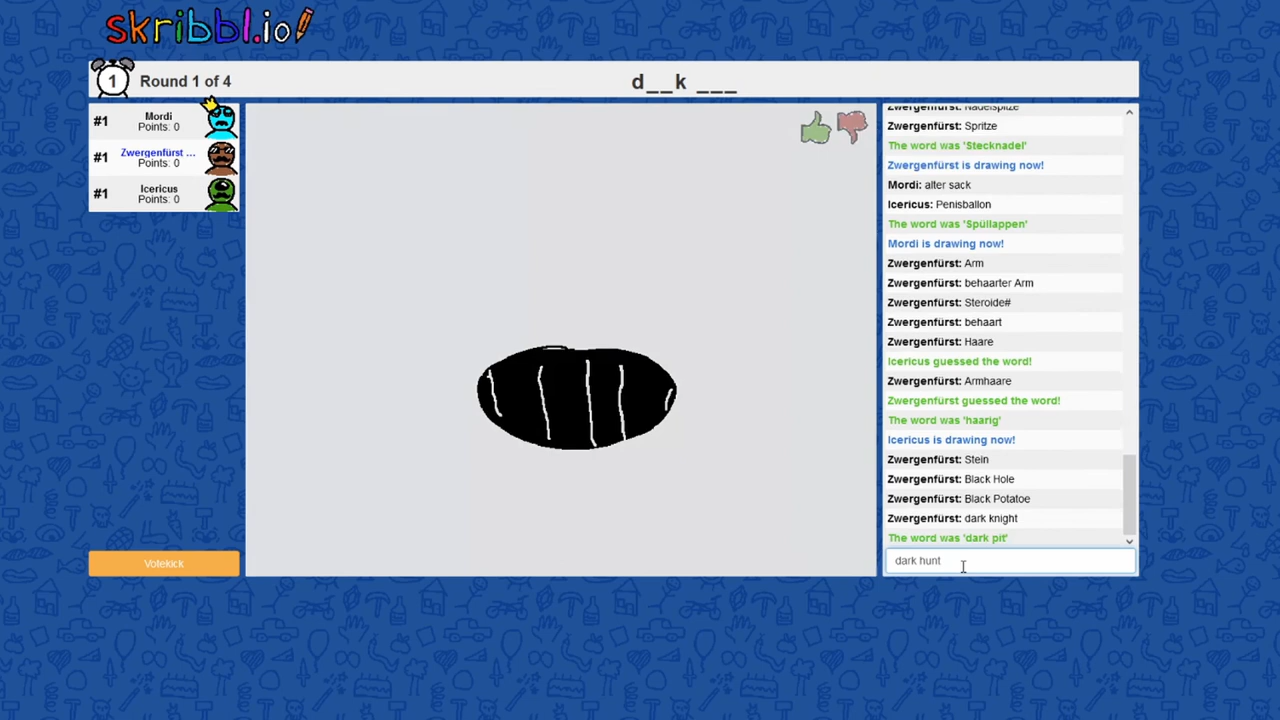 skribbl.io
1
Round 1 of 4
d__k ___
#1
Mordi
Points: 0
#1
Zwergenfürst ...
Points: 0
#1
Icericus
Points: 0
Votekick
Zwergenfürst: Nadelspitze
Zwergenfürst: Spritze
The word was 'Stecknadel'
Zwergenfürst is drawing now!
Mordi: alter sack
Icericus: Penisballon
The word was 'Spüllappen'
Mordi is drawing now!
Zwergenfürst: Arm
Zwergenfürst: behaarter Arm
Zwergenfürst: Steroide#
Zwergenfürst: behaart
Zwergenfürst: Haare
Icericus guessed the word!
Zwergenfürst: Armhaare
Zwergenfürst guessed the word!
The word was 'haarig'
Icericus is drawing now!
Zwergenfürst: Stein
Zwergenfürst: Black Hole
Zwergenfürst: Black Potatoe
Zwergenfürst: dark knight
The word was 'dark pit'
dark hunt